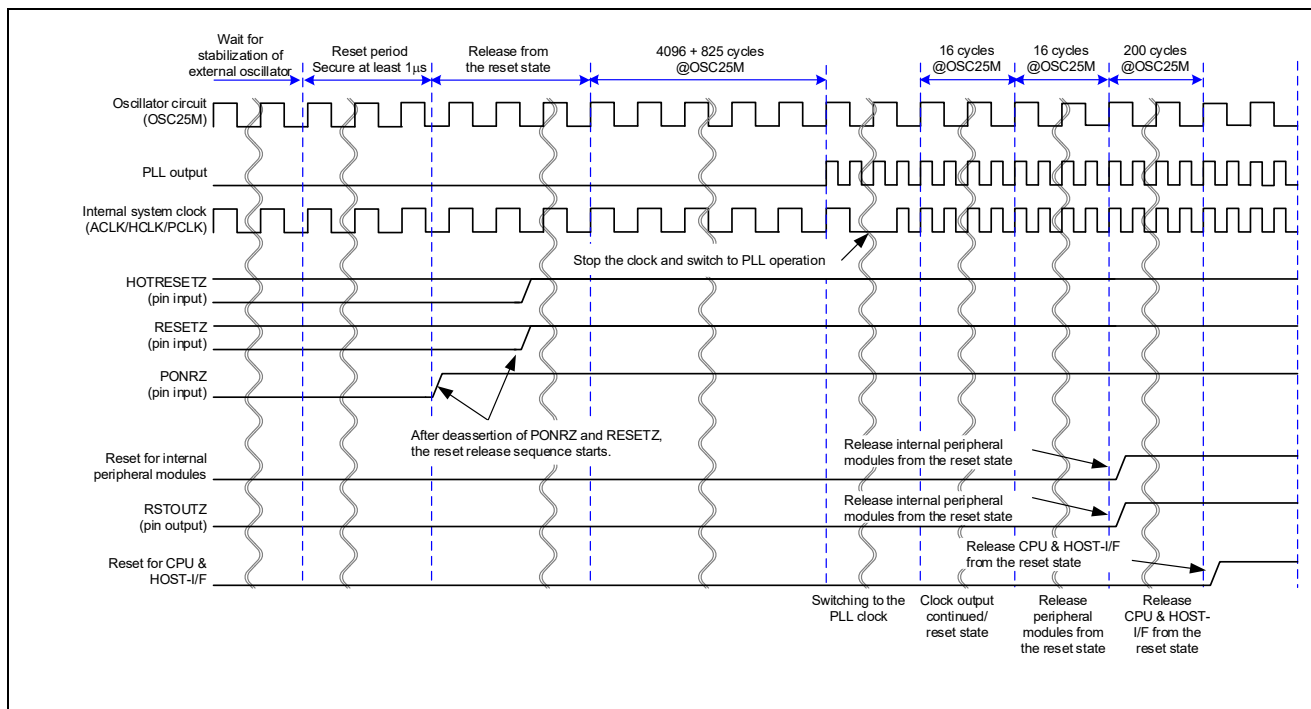 Wait for
stabilization of
external oscillator
Reset period
Secure at least 1μs
Release from
the reset state
4096 + 825 cycles
@OSC25M
16 cycles
@OSC25M
16 cycles
@OSC25M
200 cycles
@OSC25M
Oscillator circuit
(OSC25M)
PLL output
Internal system clock
(ACLK/HCLK/PCLK)
Stop the clock and switch to PLL operation
HOTRESETZ
(pin input)
RESETZ
(pin input)
PONRZ
(pin input)
After deassertion of PONRZ and RESETZ,
the reset release sequence starts.
Reset for internal
peripheral modules
Release internal peripheral
modules from the reset state
RSTOUTZ
(pin output)
Release internal peripheral
modules from the reset state
Reset for CPU &
HOST-I/F
Release CPU & HOST-I/F
from the reset state
Switching to the
PLL clock
Clock output
continued/
reset state
Release
peripheral
modules from
the reset state
Release
CPU & HOST-
I/F from the
reset state